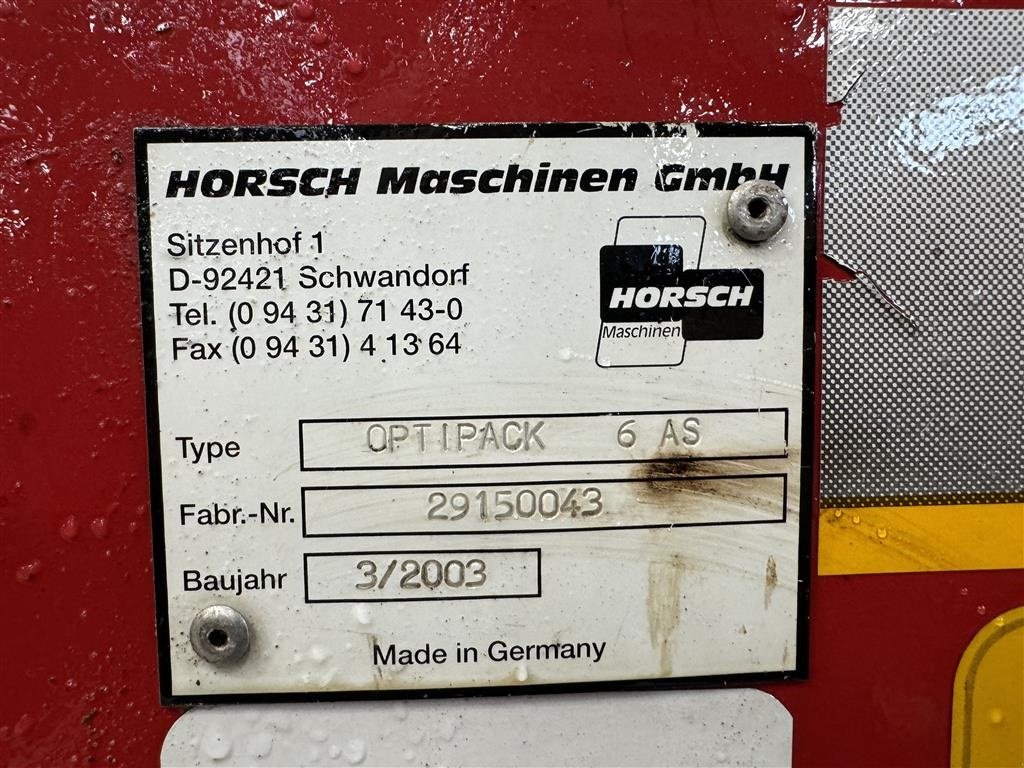 HORSCH Maschinen GmbH
Sitzenhof 1
D-92421 Schwandorf
Tel. (0 94 31) 71 43-0
Fax (0 94 31) 4 13 64
HORSCH
Maschinen
Type OPTIPACK 6 AS
Fabr.-Nr. 29150043
Baujahr 3/2003
Made in Germany